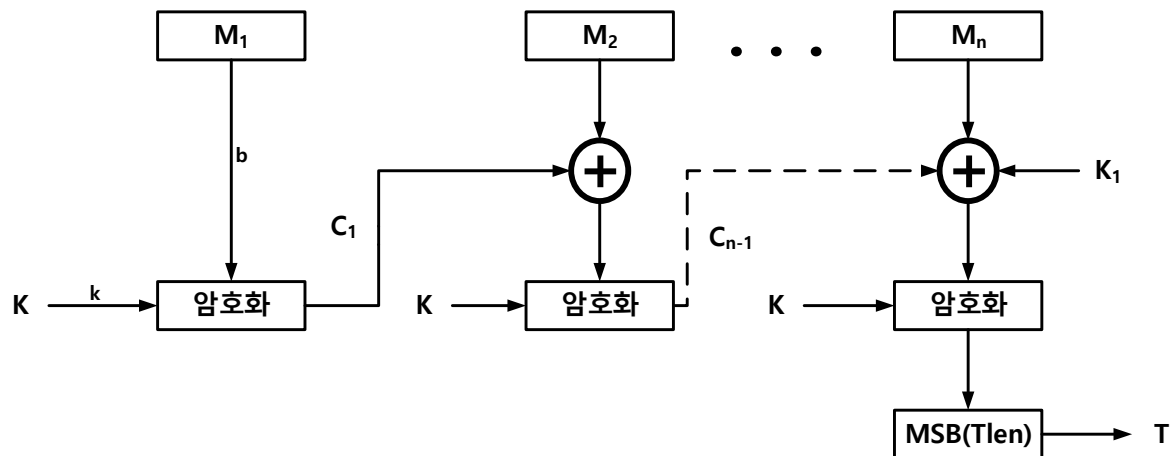 M₁ M₂ • • • Mₙ
b
K₁
C₁ Cₙ₋₁
K k 암호화 K 암호화 K 암호화
MSB(Tlen) T